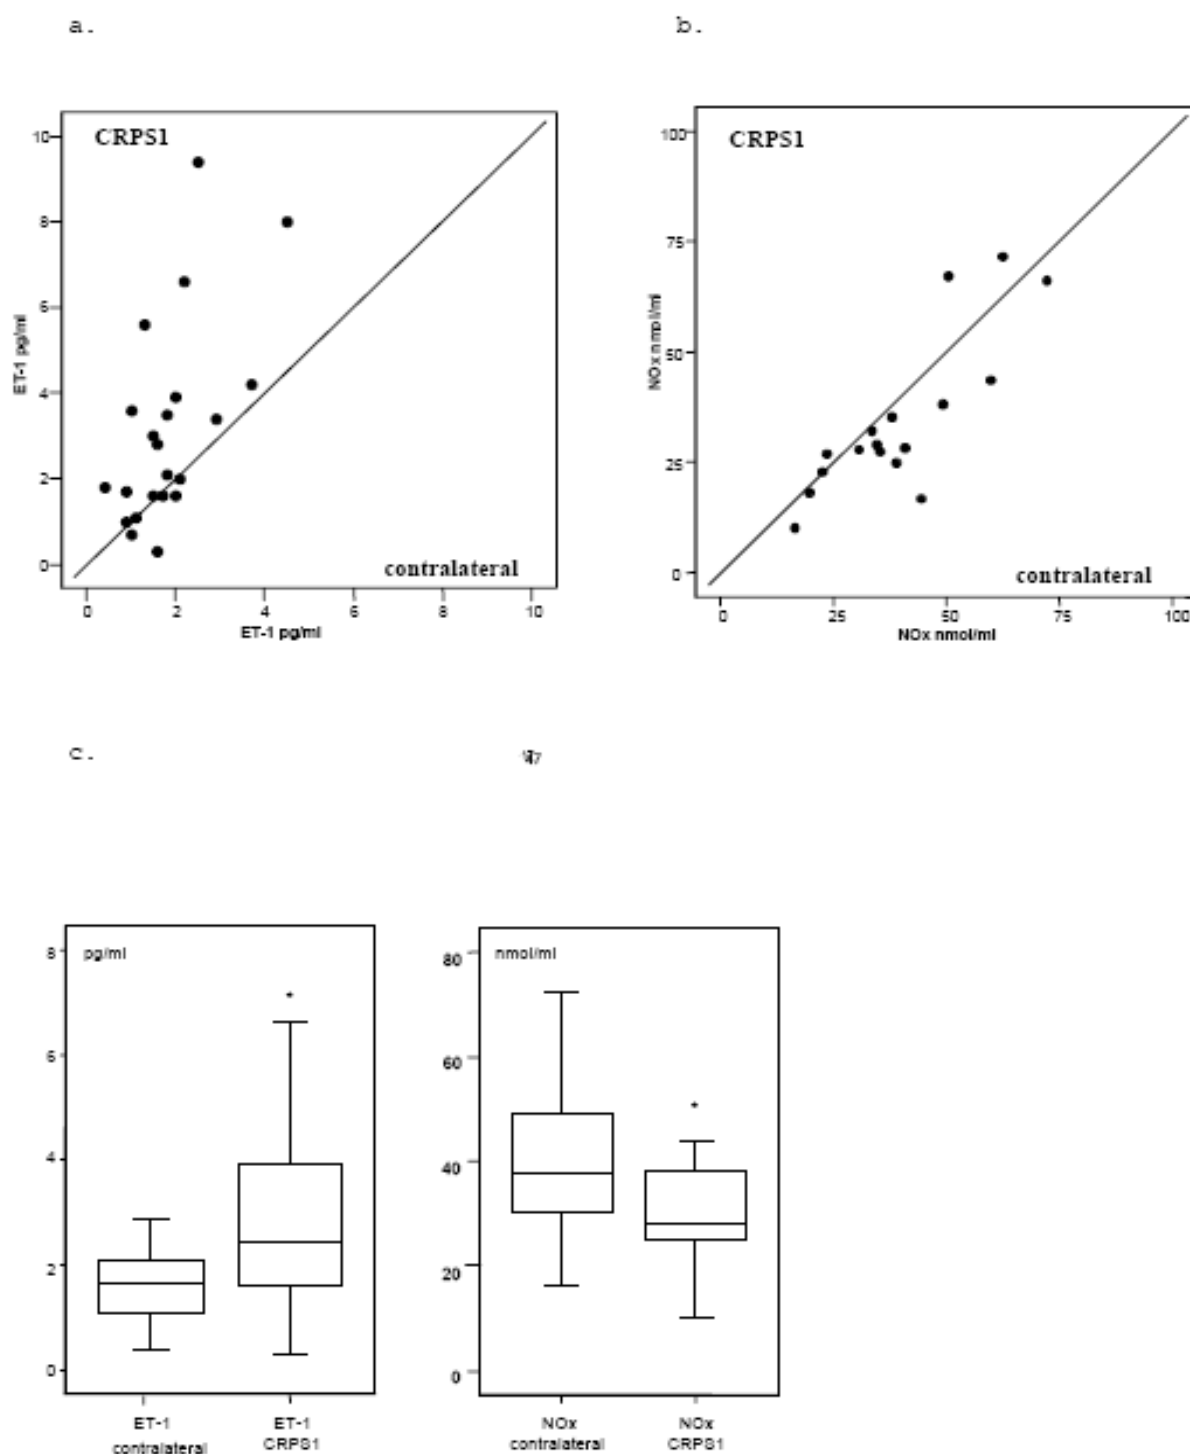 a.
b.
CRPS1
10
8
6
4
2
0
ET-1 pg/ml
contralateral
0 2 4 6 8 10
ET-1 pg/ml
CRPS1
100
75
50
25
0
NOx nmol/ml
contralateral
0 25 50 75 100
NOx nmol/ml
c.
pg/ml
8
6
4
2
0
ET-1 ET-1
contralateral CRPS1
nmol/ml
80
60
40
20
0
NOx NOx
contralateral CRPS1